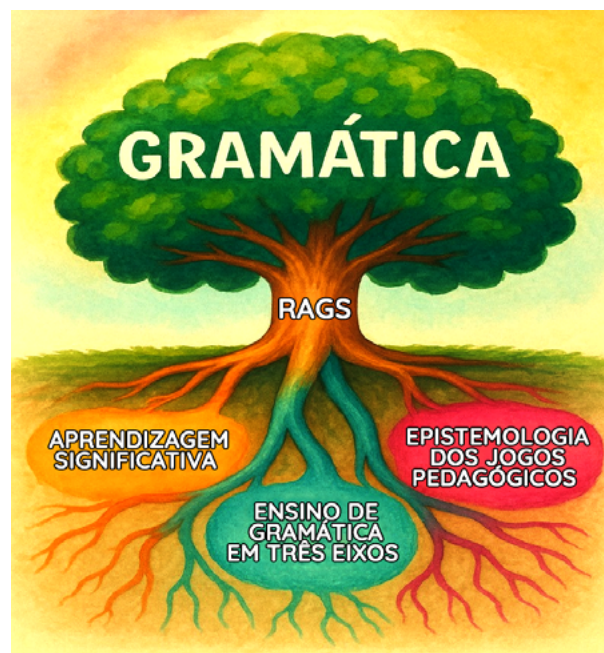 GRAMÁTICA
RAGS
APRENDIZAGEM
SIGNIFICATIVA
EPISTEMOLOGIA
DOS JOGOS
PEDAGÓGICOS
ENSINO DE
GRAMÁTICA
EM TRÊS EIXOS